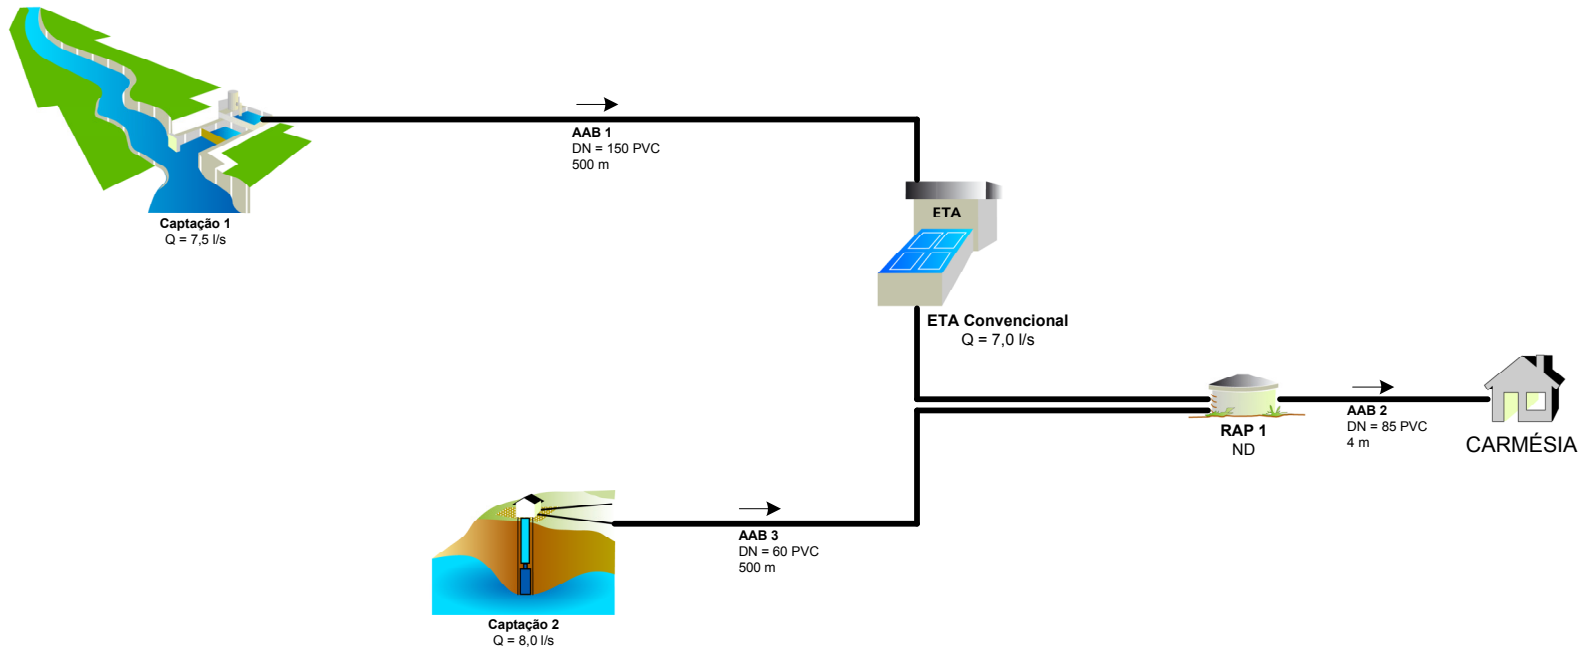 AAB 1
DN = 150 PVC
500 m
Captação 1
Q = 7,5 l/s
ETA
ETA Convencional
Q = 7,0 l/s
RAP 1
ND
AAB 2
DN = 85 PVC
4 m
CARMÉSIA
AAB 3
DN = 60 PVC
500 m
Captação 2
Q = 8,0 l/s